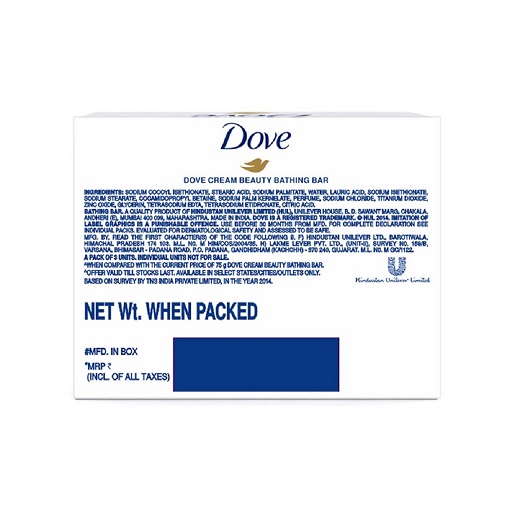 Dove
DOVE CREAM BEAUTY BATHING BAR
INGREDIENTS: SODIUM COCOYL ISETHIONATE, STEARIC ACID, SODIUM PALMITATE, WATER, LAURIC ACID, SODIUM ISETHIONATE,
SODIUM STEARATE, COCAMIDOPROPYL BETAINE, SODIUM PALM KERNELATE, PERFUME, SODIUM CHLORIDE, TITANIUM DIOXIDE,
ZINC OXIDE, GLYCERIN, TETRASODIUM EDTA, TETRASODIUM ETIDRONATE, CITRIC ACID.
BATHING BAR. A QUALITY PRODUCT OF HINDUSTAN UNILEVER LIMITED (HUL), UNILEVER HOUSE, B.D. SAWANT MARG, CHAKALA,
ANDHERI (E), MUMBAI 400 099, MAHARASHTRA. MADE IN INDIA. DOVE IS A REGISTERED TRADEMARK. © HUL 2014. IMITATION OF
LABEL GRAPHICS IS A PUNISHABLE OFFENCE. USE BEFORE 30 MONTHS FROM MFG. FOR COMPLETE DECLARATION SEE
INDIVIDUAL PACKS. EVALUATED FOR DERMATOLOGICAL SAFETY AND ASSESSED TO BE SAFE.
MFG. BY. READ THE FIRST CHARACTER(S) OF THE CODE FOLLOWING B. F) HINDUSTAN UNILEVER LTD., BAROTIWALA,
HIMACHAL PRADESH 174 103. M.L. NO. M HIM/COS/2004/35. H) LAKME LEVER PVT. LTD., (UNIT-II), SURVEY NO.
VARSANA, BHIMASAR - PADANA ROAD, P.O. PADANA, GANDHIDHAM (KACHCHH) - 370 240, GUJARAT. M.L. NO. M GC/1122.
A PACK OF 3 UNITS. INDIVIDUAL UNITS NOT FOR SALE.
^WHEN COMPARED WITH THE CURRENT PRICE OF 75 g DOVE CREAM BEAUTY BATHING BAR.
*OFFER VALID TILL STOCKS LAST. AVAILABLE IN SELECT STATES/CITIES/OUTLETS ONLY.
BASED ON SURVEY BY TNS INDIA PRIVATE LIMITED, IN THE YEAR 2014.
Hindustan Unilever Limited
NET Wt. WHEN PACKED
#MFD. IN BOX
*MRP ₹
(INCL. OF ALL TAXES)